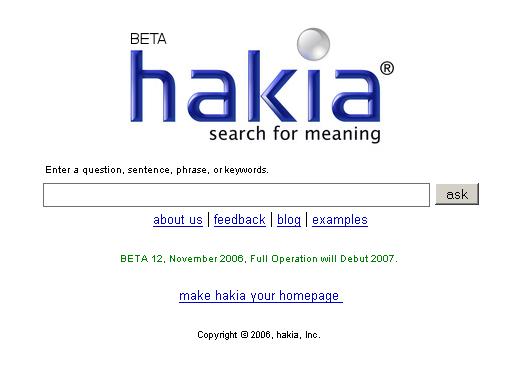 BETA
hakia®
search for meaning
Enter a question, sentence, phrase, or keywords.
ask
about us | feedback | blog | examples
BETA 12, November 2006, Full Operation will Debut 2007.
make hakia your homepage
Copyright © 2006, hakia, Inc.